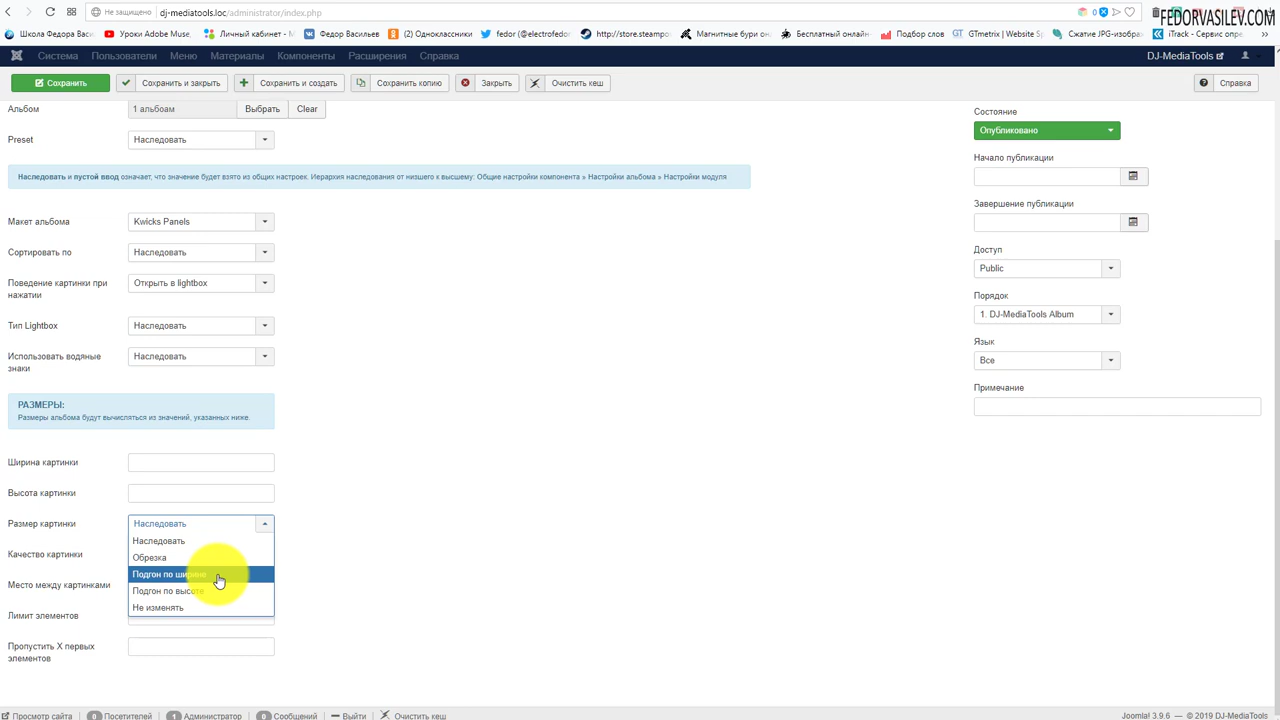 FEDORVASILEV.COM
Не защищено dj-mediatools.loc/administrator/index.php
0
Школа Федора Васи...
Уроки Adobe Muse,
Личный кабинет - М...
Федор Васильев
(2) Одноклассники
fedor (@electrofedor...
http://store.steampo...
Магнитные бури он...
Бесплатный онлайн...
Подбор слов
GTmetrix | Website S...
Сжатие JPG-изобра...
iTrack - Сервис опре...
Система Пользователи Меню Материалы Компоненты Расширения Справка
DJ-MediaTools
Сохранить
Сохранить и закрыть
Сохранить и создать
Сохранить копию
Закрыть
Очистить кеш
Справка
Альбом
1 альбоам
Выбрать
Clear
Preset
Наследовать
Наследовать и пустой ввод означает, что значение будет взято из общих настроек. Иерархия наследования от низшего к высшему: Общие настройки компонента » Настройки альбома » Настройки модуля
Макет альбома
Kwicks Panels
Сортировать по
Наследовать
Поведение картинки при
нажатии
Открыть в lightbox
Тип Lightbox
Наследовать
Использовать водяные
знаки
Наследовать
РАЗМЕРЫ:
Размеры альбома будут вычисляться из значений, указанных ниже.
Ширина картинки
Высота картинки
Размер картинки
Наследовать
Наследовать
Обрезка
Подгон по ширине
Подгон по высоте
Не изменять
Качество картинки
Место между картинками
Лимит элементов
Пропустить X первых
элементов
Состояние
Опубликовано
Начало публикации
Завершение публикации
Доступ
Public
Порядок
1. DJ-MediaTools Album
Язык
Все
Примечание
Просмотр сайта
0 Посетителей
1 Администратор
0 Сообщений
Выйти
Очистить кеш
Joomla! 3.9.6 — © 2019 DJ-MediaTools